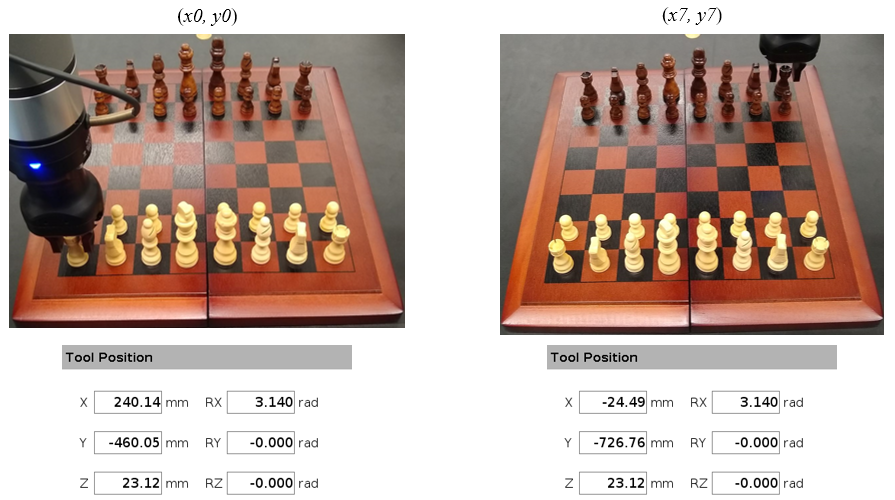 (x0, y0)
(x7, y7)
Tool Position
X 240.14 mm RX 3.140 rad
Y -460.05 mm RY -0.000 rad
Z 23.12 mm RZ -0.000 rad
Tool Position
X -24.49 mm RX 3.140 rad
Y -726.76 mm RY -0.000 rad
Z 23.12 mm RZ -0.000 rad